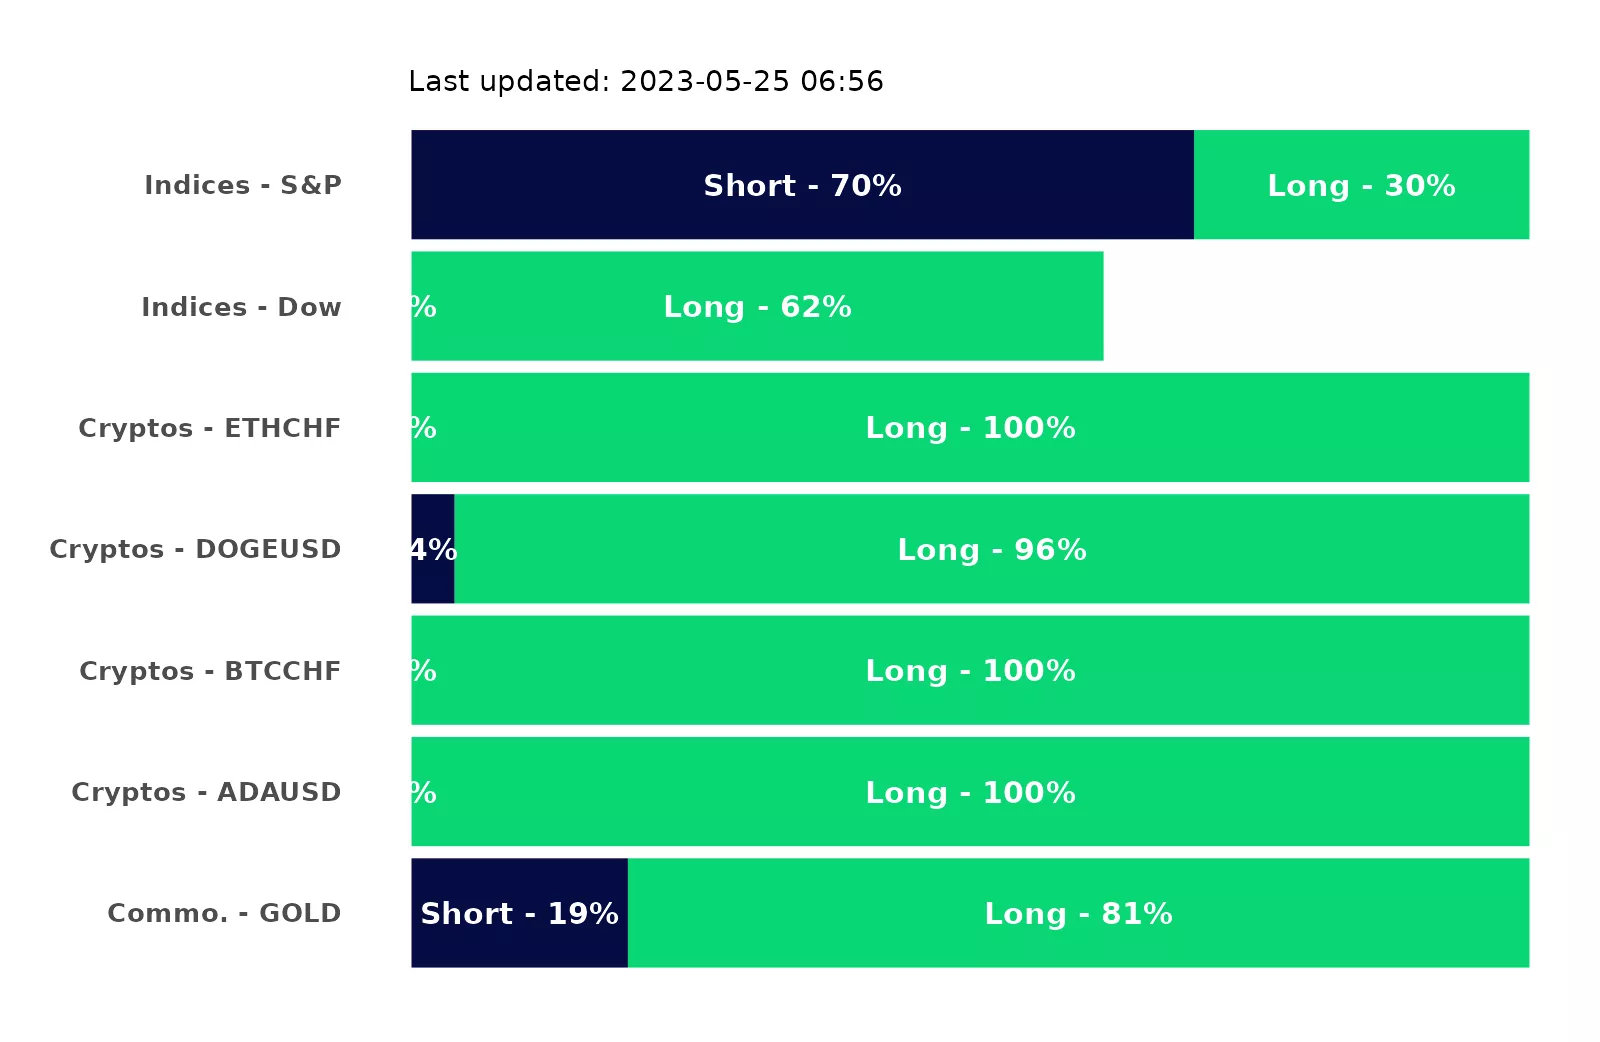 Last updated: 2023-05-25 06:56
Indices - S&P Short - 70% Long - 30%
Indices - Dow % Long - 62%
Cryptos - ETHCHF % Long - 100%
Cryptos - DOGEUSD 4% Long - 96%
Cryptos - BTCCHF % Long - 100%
Cryptos - ADAUSD % Long - 100%
Commo. - GOLD Short - 19% Long - 81%